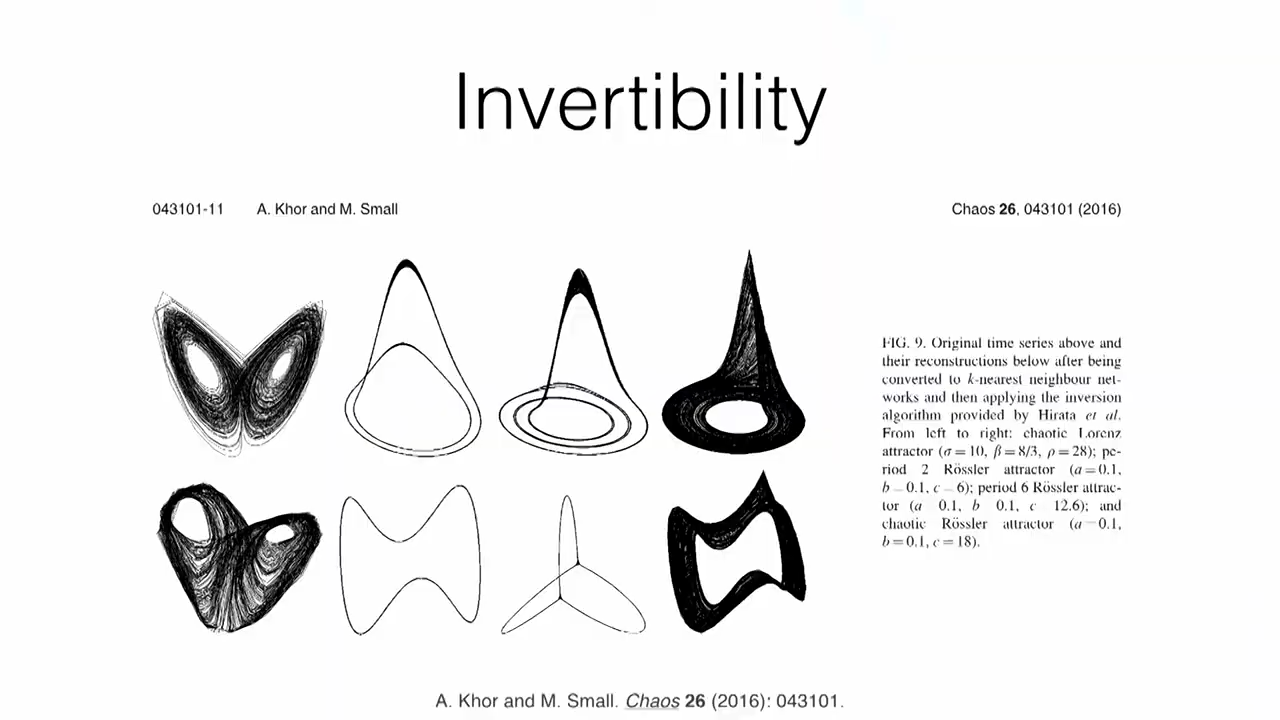 Invertibility
043101-11 A. Khor and M. Small
Chaos 26, 043101 (2016)
FIG. 9. Original time series above and
their reconstructions below after being
converted to k-nearest neighbour net-
works and then applying the inversion
algorithm provided by Hirata et al.
From left to right: chaotic Lorenz
attractor (σ = 10, β = 8/3, ρ = 28); pe-
riod 2 Rössler attractor (a = 0.1,
b = 0.1, c = 6); period 6 Rössler attrac-
tor (a = 0.1, b = 0.1, c = 12.6); and
chaotic Rössler attractor (a = 0.1,
b = 0.1, c = 18).
A. Khor and M. Small. Chaos 26 (2016): 043101.